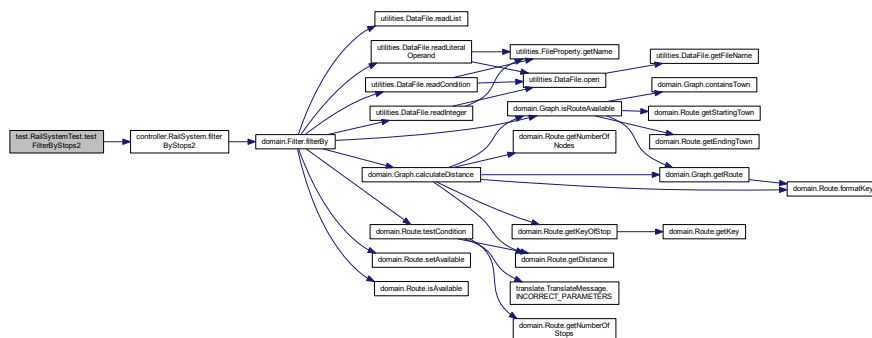 test.RailSystemTest.test
FilterByStops2
controller.RailSystem.filter
ByStops2
domain.Filter.filterBy
utilities.DataFile.readList
utilities.DataFile.readLiteral
Operand
utilities.DataFile.readCondition
utilities.DataFile.readInteger
domain.Graph.calculateDistance
domain.Route.testCondition
domain.Route.setAvailable
domain.Route.isAvailable
utilities.FileProperty.getName
utilities.DataFile.open
domain.Graph.isRouteAvailable
domain.Route.getNumberOf
Nodes
domain.Route.getKeyOfStop
domain.Route.getDistance
translate.TranslateMessage.
INCORRECT_PARAMETERS
domain.Route.getNumberOf
Stops
utilities.DataFile.getFileName
domain.Graph.containsTown
domain.Route.getStartingTown
domain.Route.getEndingTown
domain.Graph.getRoute
domain.Route.getKey
domain.Route.formatKey